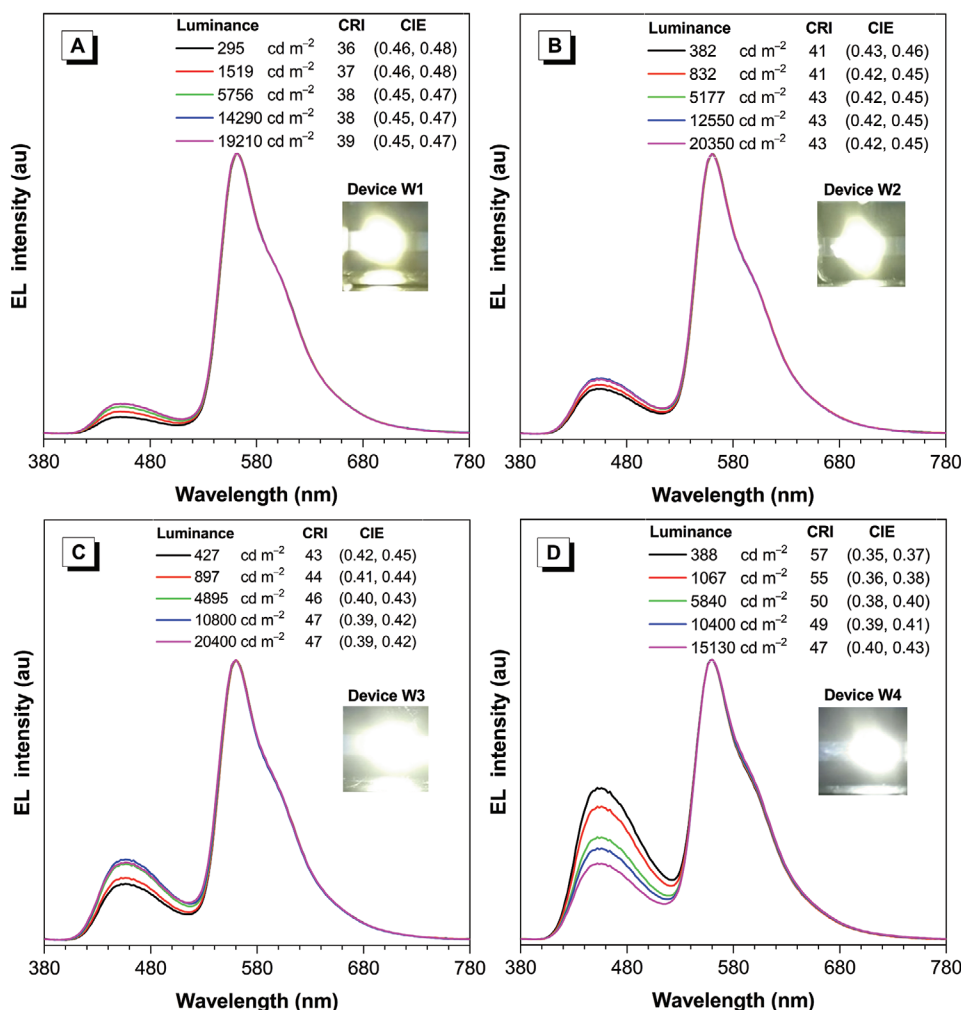 A
Luminance CRI CIE
295 cd m⁻² 36 (0.46, 0.48)
1519 cd m⁻² 37 (0.46, 0.48)
5756 cd m⁻² 38 (0.45, 0.47)
14290 cd m⁻² 38 (0.45, 0.47)
19210 cd m⁻² 39 (0.45, 0.47)
Device W1
EL intensity (au)
380 480 580 680 780
Wavelength (nm)
B
Luminance CRI CIE
382 cd m⁻² 41 (0.43, 0.46)
832 cd m⁻² 41 (0.42, 0.45)
5177 cd m⁻² 43 (0.42, 0.45)
12550 cd m⁻² 43 (0.42, 0.45)
20350 cd m⁻² 43 (0.42, 0.45)
Device W2
EL intensity (au)
380 480 580 680 780
Wavelength (nm)
C
Luminance CRI CIE
427 cd m⁻² 43 (0.42, 0.45)
897 cd m⁻² 44 (0.41, 0.44)
4895 cd m⁻² 46 (0.40, 0.43)
10800 cd m⁻² 47 (0.39, 0.42)
20400 cd m⁻² 47 (0.39, 0.42)
Device W3
EL intensity (au)
380 480 580 680 780
Wavelength (nm)
D
Luminance CRI CIE
388 cd m⁻² 57 (0.35, 0.37)
1067 cd m⁻² 55 (0.36, 0.38)
5840 cd m⁻² 50 (0.38, 0.40)
10400 cd m⁻² 49 (0.39, 0.41)
15130 cd m⁻² 47 (0.40, 0.43)
Device W4
EL intensity (au)
380 480 580 680 780
Wavelength (nm)